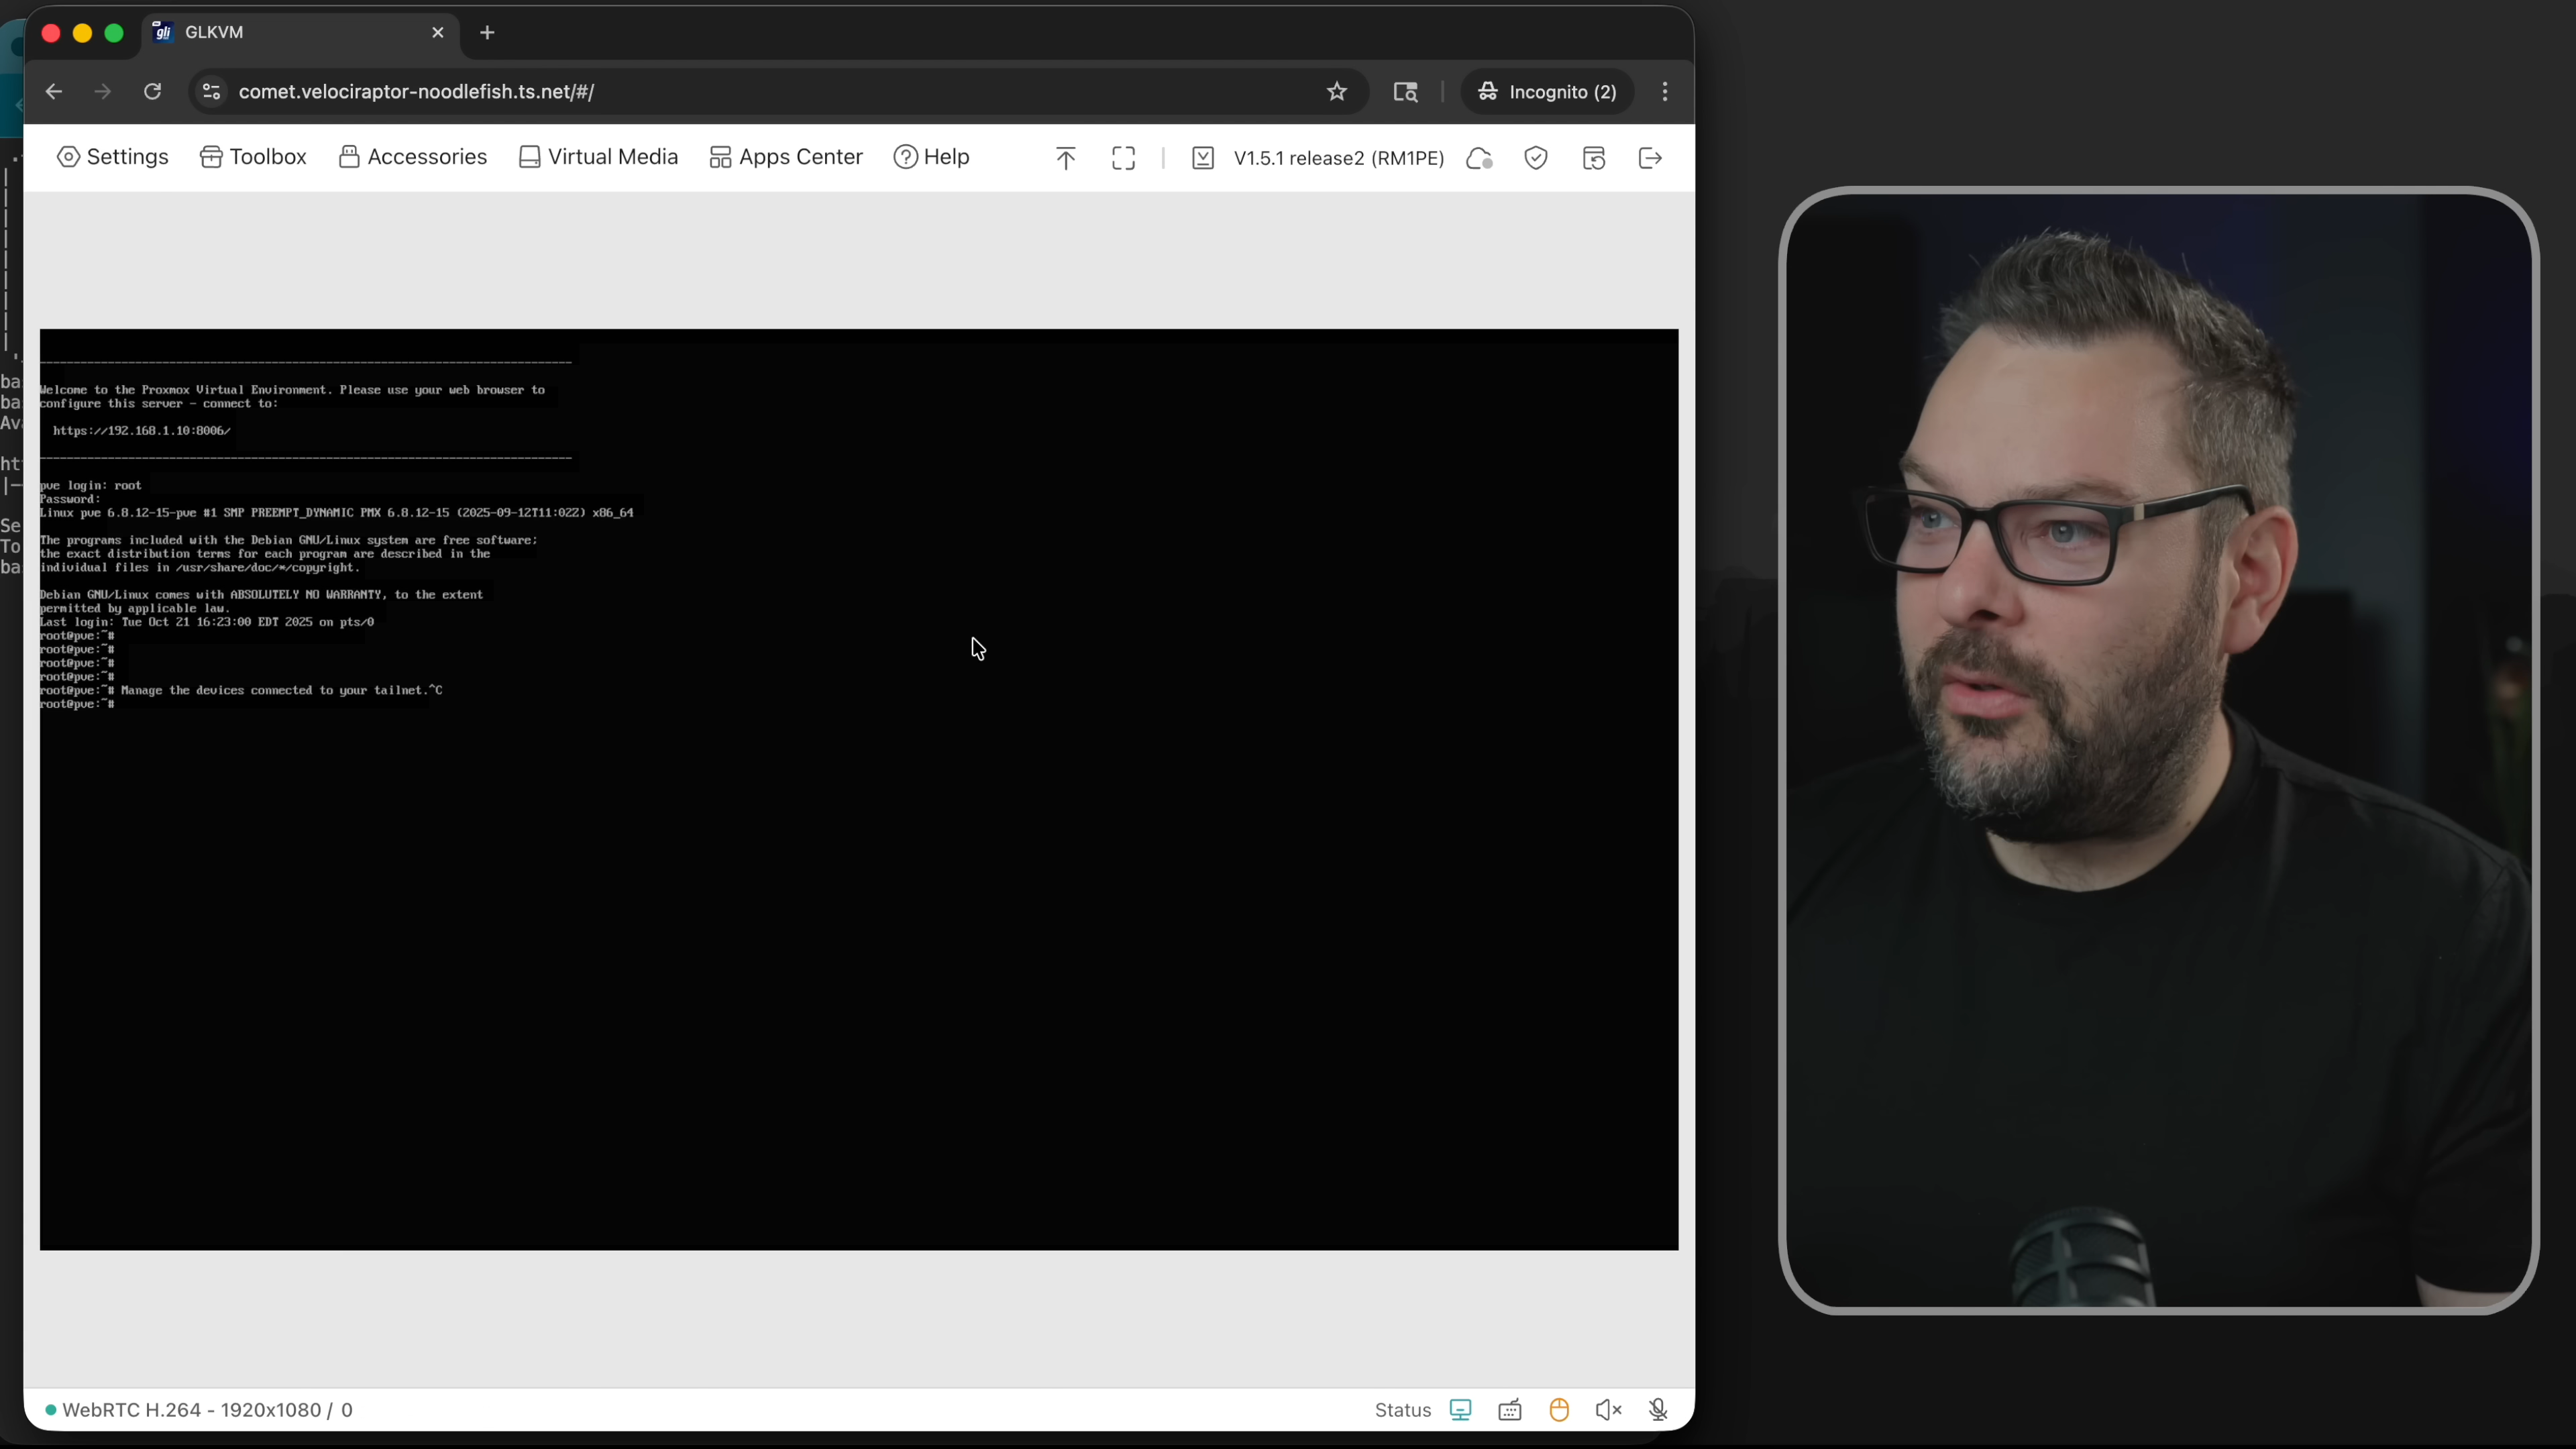 GLKVM
comet.velociraptor-noodlefish.ts.net/#/
Incognito (2)
Settings
Toolbox
Accessories
Virtual Media
Apps Center
Help
V1.5.1 release2 (RM1PE)
Welcome to the Proxmox Virtual Environment. Please use your web browser to
configure this server - connect to:
https://192.168.1.10:8006/
pve login: root
Password:
Linux pve 6.8.12-15-pve #1 SMP PREEMPT_DYNAMIC PMX 6.8.12-15 (2025-09-12T11:02Z) x86_64
The programs included with the Debian GNU/Linux system are free software;
the exact distribution terms for each program are described in the
individual files in /usr/share/doc/*/copyright.
Debian GNU/Linux comes with ABSOLUTELY NO WARRANTY, to the extent
permitted by applicable law.
Last login: Tue Oct 21 16:23:00 EDT 2025 on pts/0
root@pve:~#
root@pve:~#
root@pve:~#
root@pve:~#
root@pve:~# Manage the devices connected to your tailnet.^C
root@pve:~#
ba
ba
Av
ht
|--
Se
To
ba
WebRTC H.264 - 1920x1080 / 0
Status